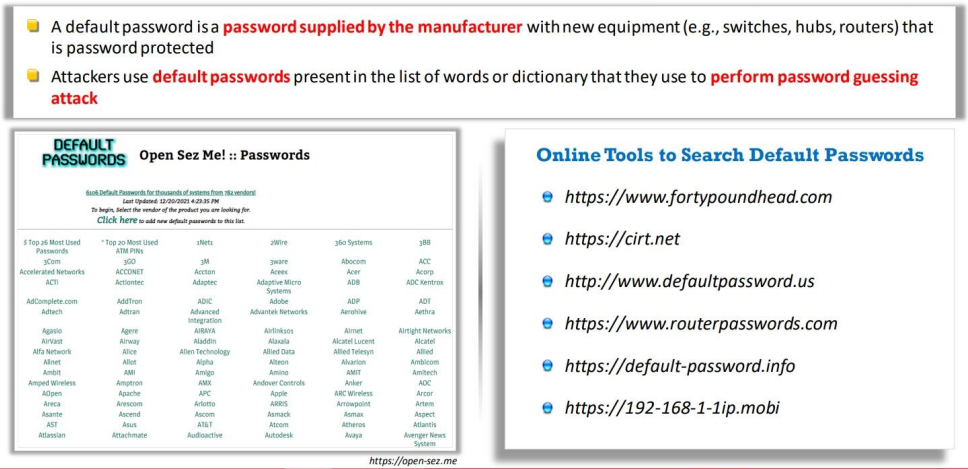 A default password is a password supplied by the manufacturer with new equipment (e.g., switches, hubs, routers) that
is password protected
Attackers use default passwords present in the list of words or dictionary that they use to perform password guessing
attack
DEFAULT
PASSWORDS
Open Sez Me! :: Passwords
6106 Default Passwords for thousands of systems from 782 vendors!
Last Updated: 12/20/2021 4:23:35 PM
To begin, Select the vendor of the product you are looking for.
Click here to add new default passwords to this list.
$ Top 26 Most Used Passwords * Top 20 Most Used ATM PINs 1Net1 2Wire 360 Systems 3BB
3Com 3GO 3M 3ware Abocom ACC
Accelerated Networks ACCONET Accton Aceex Acer Acorp
ACTI Actiontec Adaptec Adaptive Micro Systems ADB ADC Kentrox
AdComplete.com AddTron ADIC Adobe ADP ADT
Adtech Adtran Advanced Integration Advantek Networks Aerohive Aethra
Agasio Agere AIRAYA Airlink101 Airnet Airtight Networks
AirVast Airway Aladdin Alaxala Alcatel Lucent Alcatel
Alfa Network Alice Alien Technology Allied Data Allied Telesyn Allied
Allnet Allot Alpha Alteon Alvarion Ambicom
Ambit AMI Amigo Amino AMIT Amitech
Amped Wireless Amptron AMX Andover Controls Anker AOC
AOpen Apache APC Apple ARC Wireless Arcor
Areca Arescom Arlotto ARRIS Arrowpoint Artem
Asante Ascend Ascom Asmack Asmax Aspect
AST Asus AT&T Atcom Atheros Atlantis
Atlassian Attachmate Audioactive Autodesk Avaya Avenger News System
https://open-sez.me
Online Tools to Search Default Passwords
https://www.fortypoundhead.com
https://cirt.net
http://www.defaultpassword.us
https://www.routerpasswords.com
https://default-password.info
https://192-168-1-1ip.mobi